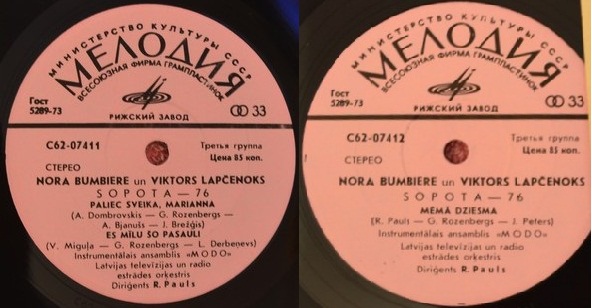 МИНИСТЕРСТВО КУЛЬТУРЫ СССР
МЕЛОДИЯ
ВСЕСОЮЗНАЯ ФИРМА ГРАМПЛАСТИНОК
Гост
5289-73
33
РИЖСКИЙ ЗАВОД
С62-07411
Третья группа
Цена 85 коп.
СТЕРЕО
NORA BUMBIERE un VIKTORS LAPČENOKS
SOPOTA — 76
PALIEC SVEIKA, MARIANNA
(A. Dombrovskis — G. Rozenbergs —
A. Bjanušs — J. Brežģis)
ES MĪLU ŠO PASAULI
(V. Miguļa — G. Rozenbergs — L. Derbeņevs)
Instrumentālais ansamblis «MODO»
Latvijas televīzijas un radio
estrādes orķestris
Diriģents R. Pauls
МИНИСТЕРСТВО КУЛЬТУРЫ СССР
МЕЛОДИЯ
ВСЕСОЮЗНАЯ ФИРМА ГРАМПЛАСТИНОК
Гост
5289-73
33
РИЖСКИЙ ЗАВОД
С62-07412
Третья группа
Цена 85 коп.
СТЕРЕО
NORA BUMBIERE un VIKTORS LAPČENOKS
SOPOTA — 76
MĒMĀ DZIESMA
(R. Pauls — G. Rozenbergs — J. Peters)
Instrumentālais ansamblis «MODO»
Latvijas televīzijas un radio
estrādes orķestris
Diriģents R. Pauls